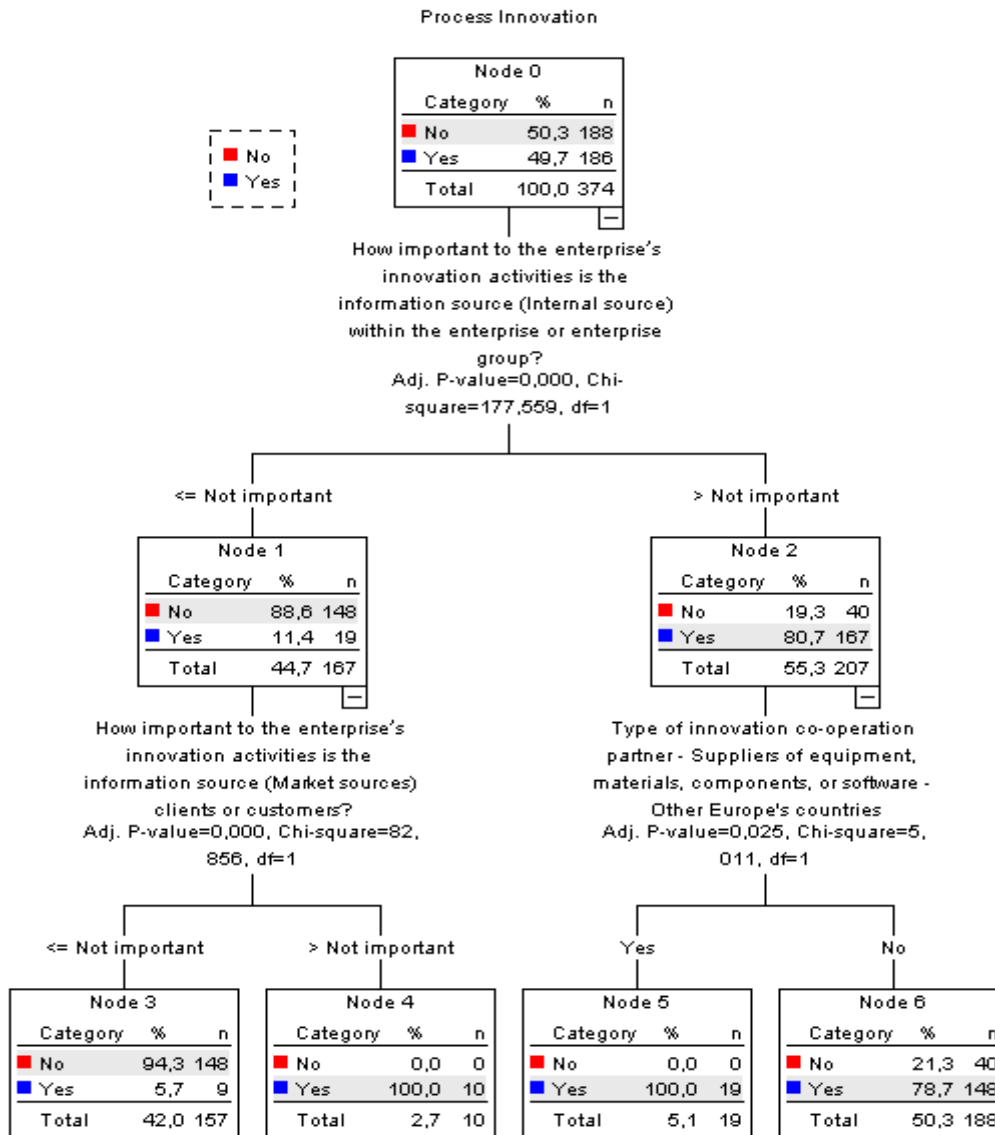 Process Innovation
Node 0
Category % n
No 50,3 188
Yes 49,7 186
Total 100,0 374
No
Yes
How important to the enterprise's
innovation activities is the
information source (Internal source)
within the enterprise or enterprise
group?
Adj. P-value=0,000, Chi-
square=177,559, df=1
<= Not important
> Not important
Node 1
Category % n
No 88,6 148
Yes 11,4 19
Total 44,7 167
Node 2
Category % n
No 19,3 40
Yes 80,7 167
Total 55,3 207
How important to the enterprise's
innovation activities is the
information source (Market sources)
clients or customers?
Adj. P-value=0,000, Chi-square=82,
856, df=1
Type of innovation co-operation
partner - Suppliers of equipment,
materials, components, or software -
Other Europe's countries
Adj. P-value=0,025, Chi-square=5,
011, df=1
<= Not important
> Not important
Yes
No
Node 3
Category % n
No 94,3 148
Yes 5,7 9
Total 42,0 157
Node 4
Category % n
No 0,0 0
Yes 100,0 10
Total 2,7 10
Node 5
Category % n
No 0,0 0
Yes 100,0 19
Total 5,1 19
Node 6
Category % n
No 21,3 40
Yes 78,7 148
Total 50,3 188